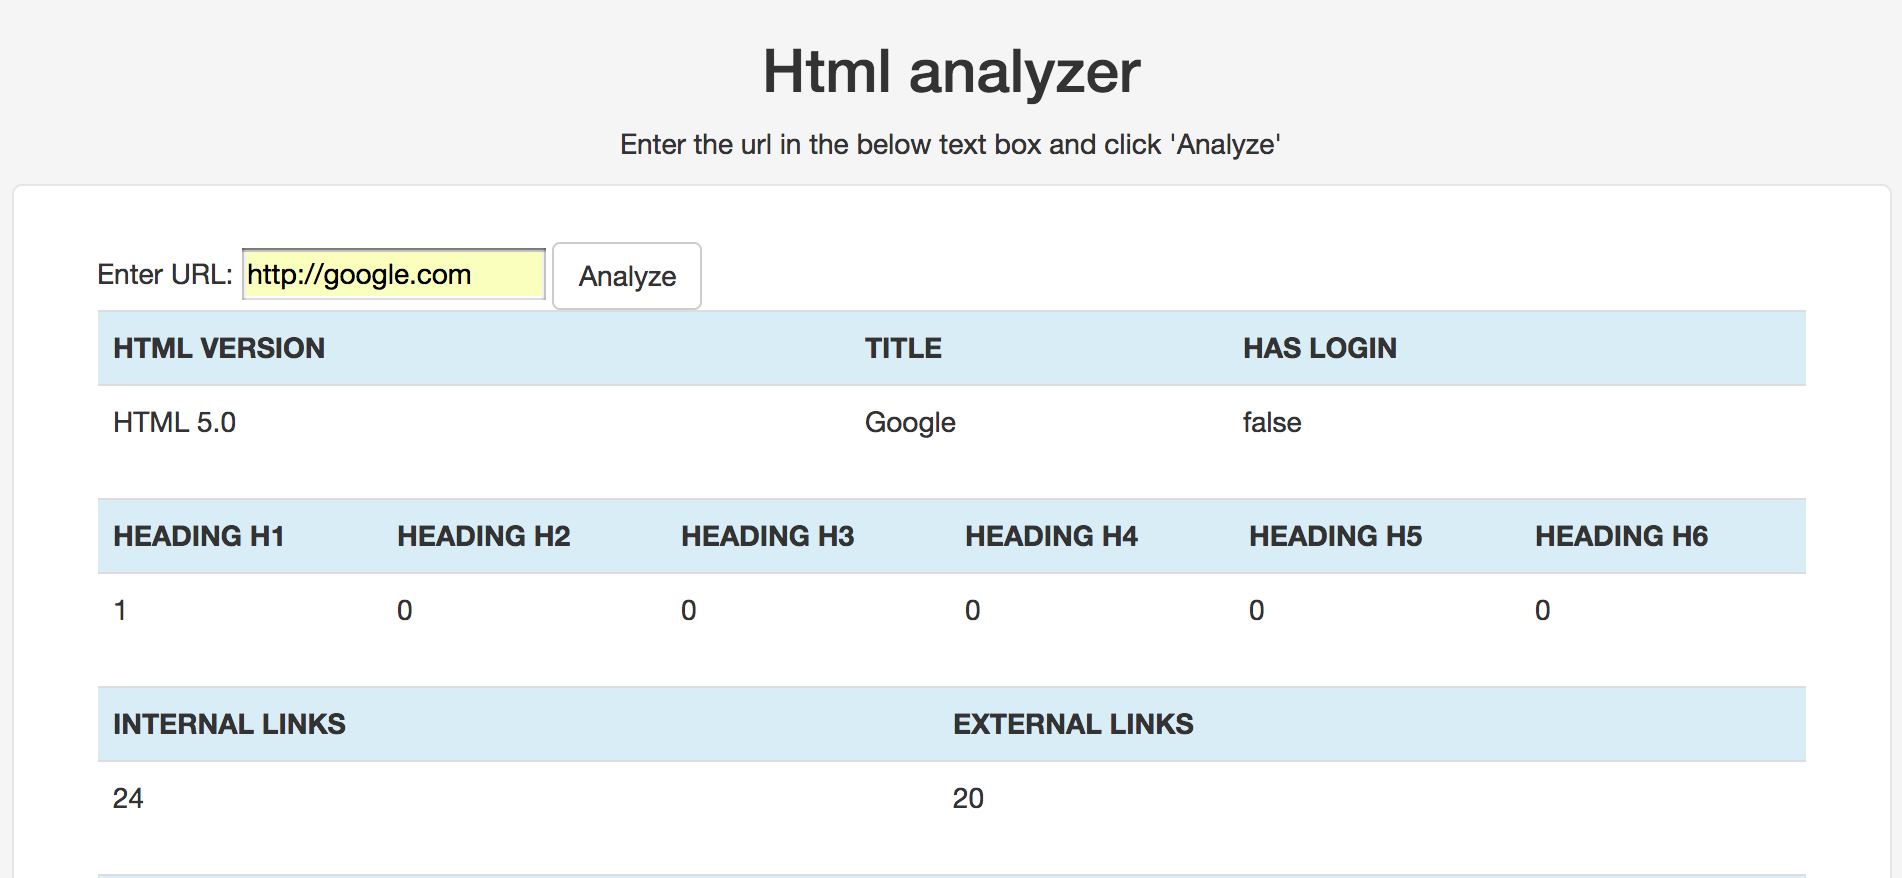 Html analyzer
Enter the url in the below text box and click 'Analyze'
Enter URL: http://google.com Analyze
HTML VERSION TITLE HAS LOGIN
HTML 5.0 Google false
HEADING H1 HEADING H2 HEADING H3 HEADING H4 HEADING H5 HEADING H6
1 0 0 0 0 0
INTERNAL LINKS EXTERNAL LINKS
24 20